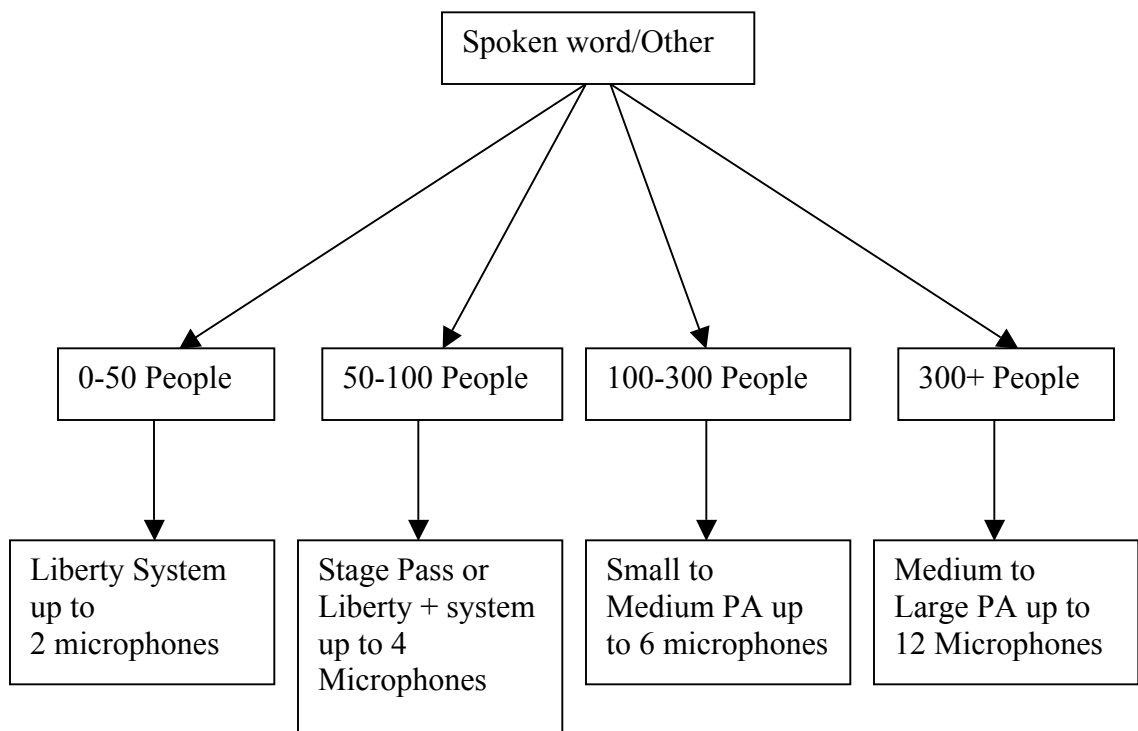 Spoken word/Other
0-50 People
50-100 People
100-300 People
300+ People
Liberty System
up to
2 microphones
Stage Pass or
Liberty + system
up to 4
Microphones
Small to
Medium PA up
to 6 microphones
Medium to
Large PA up to
12 Microphones